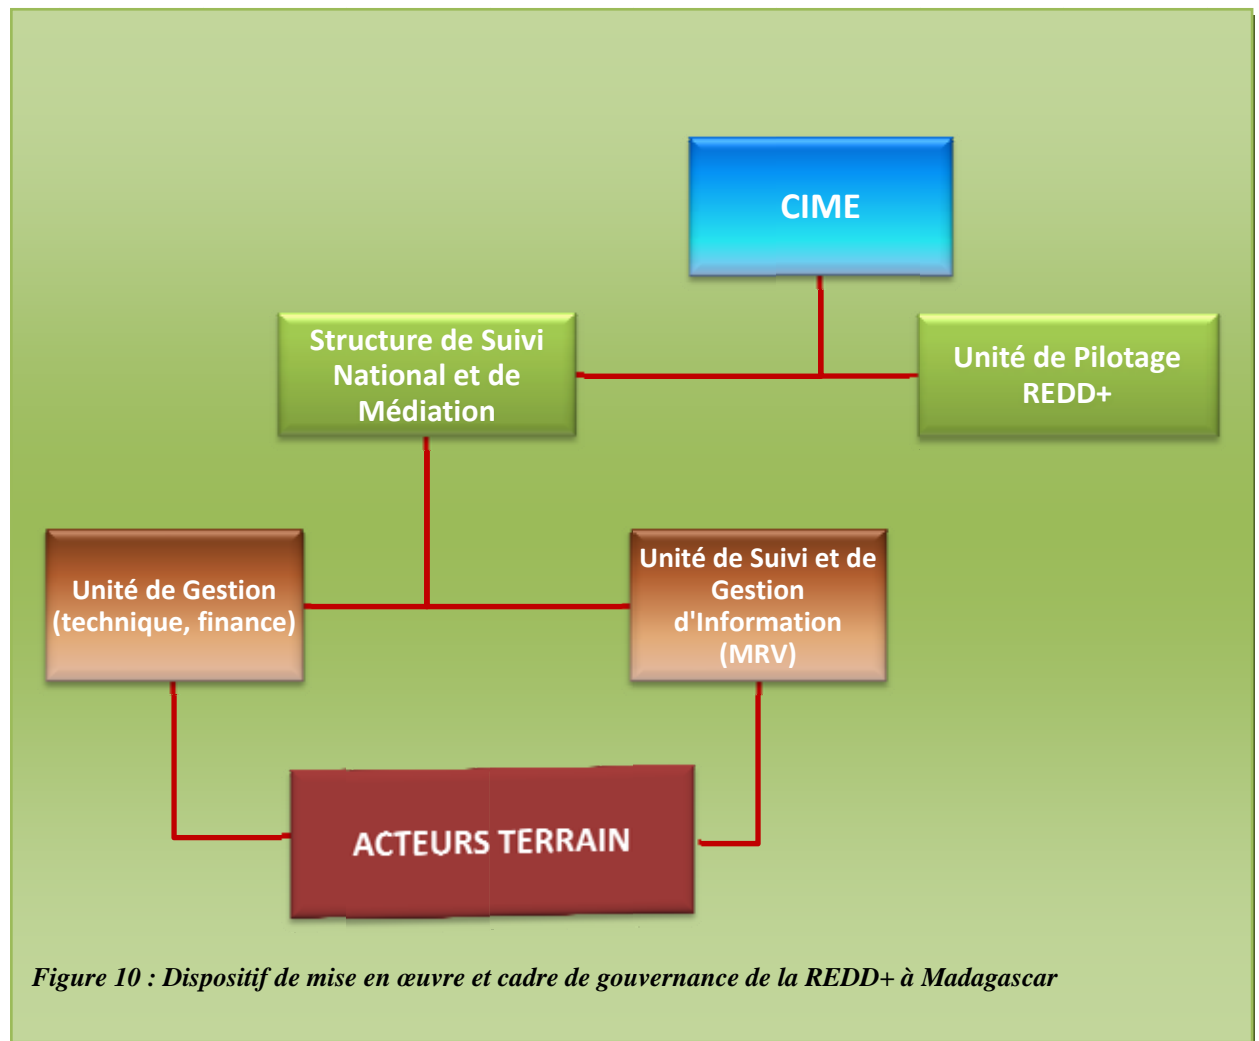 CIME
Structure de Suivi
National et de
Médiation
Unité de Pilotage
REDD+
Unité de Gestion
(technique, finance)
Unité de Suivi et de
Gestion
d'Information
(MRV)
ACTEURS TERRAIN
Figure 10 : Dispositif de mise en œuvre et cadre de gouvernance de la REDD+ à Madagascar